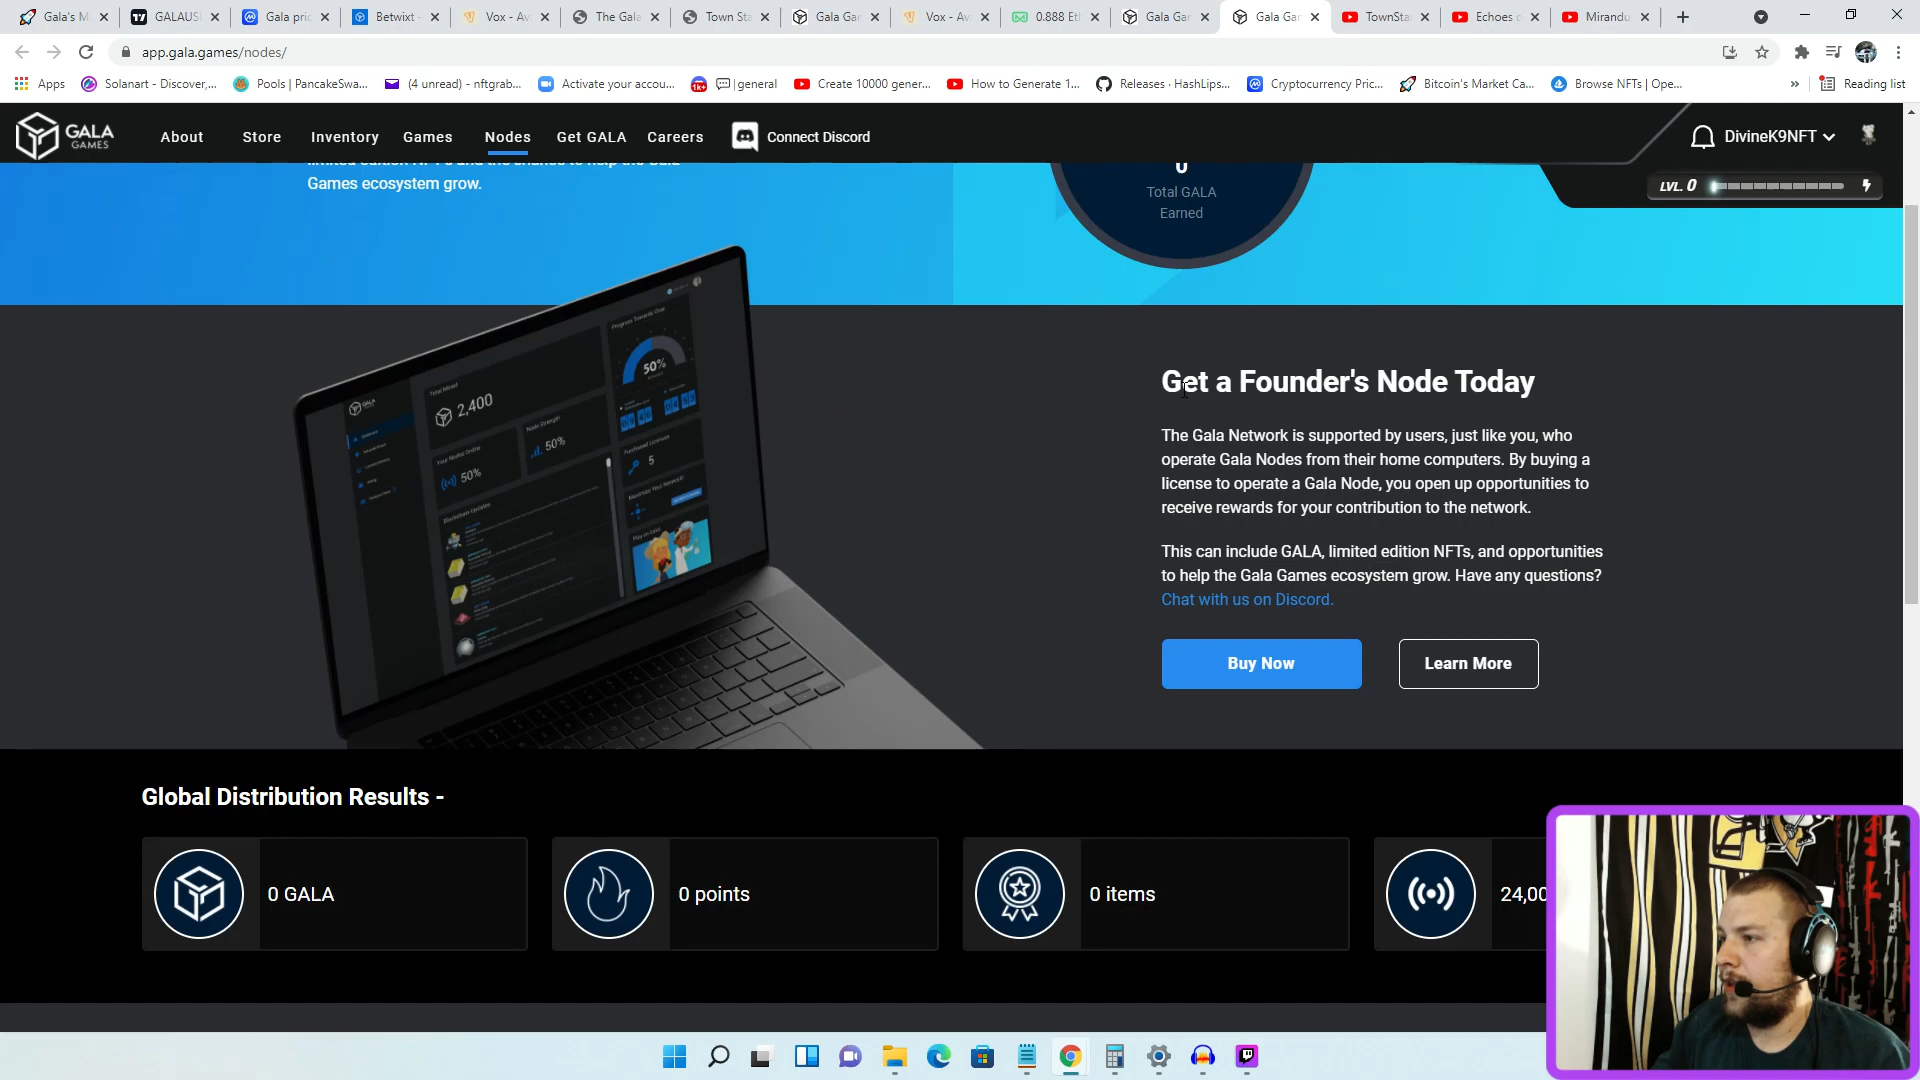 Gala's M
GALAUSI
Gala pric
Betwixt -
Vox - Av
The Gala
Town Sta
Gala Gar
Vox - Av
0.888 Et
Gala Gar
Gala Gar
TownSta
Echoes o
Mirandu
app.gala.games/nodes/
Apps
Solanart - Discover,...
Pools | PancakeSwa...
(4 unread) - nftgrab...
Activate your accou...
general
Create 10000 gener...
How to Generate 1...
Releases · HashLips...
Cryptocurrency Pric...
Bitcoin's Market Ca...
Browse NFTs | Ope...
»
Reading list
GALA GAMES
About
Store
Inventory
Games
Nodes
Get GALA
Careers
Connect Discord
DivineK9NFT
LVL. 0
Games ecosystem grow.
0
Total GALA
Earned
Total Mined
2,400
Your Nodes Online
50%
Node Strength
50%
50%
5
Get a Founder's Node Today
The Gala Network is supported by users, just like you, who
operate Gala Nodes from their home computers. By buying a
license to operate a Gala Node, you open up opportunities to
receive rewards for your contribution to the network.
This can include GALA, limited edition NFTs, and opportunities
to help the Gala Games ecosystem grow. Have any questions?
Chat with us on Discord.
Buy Now
Learn More
Global Distribution Results -
0 GALA
0 points
0 items
24,00